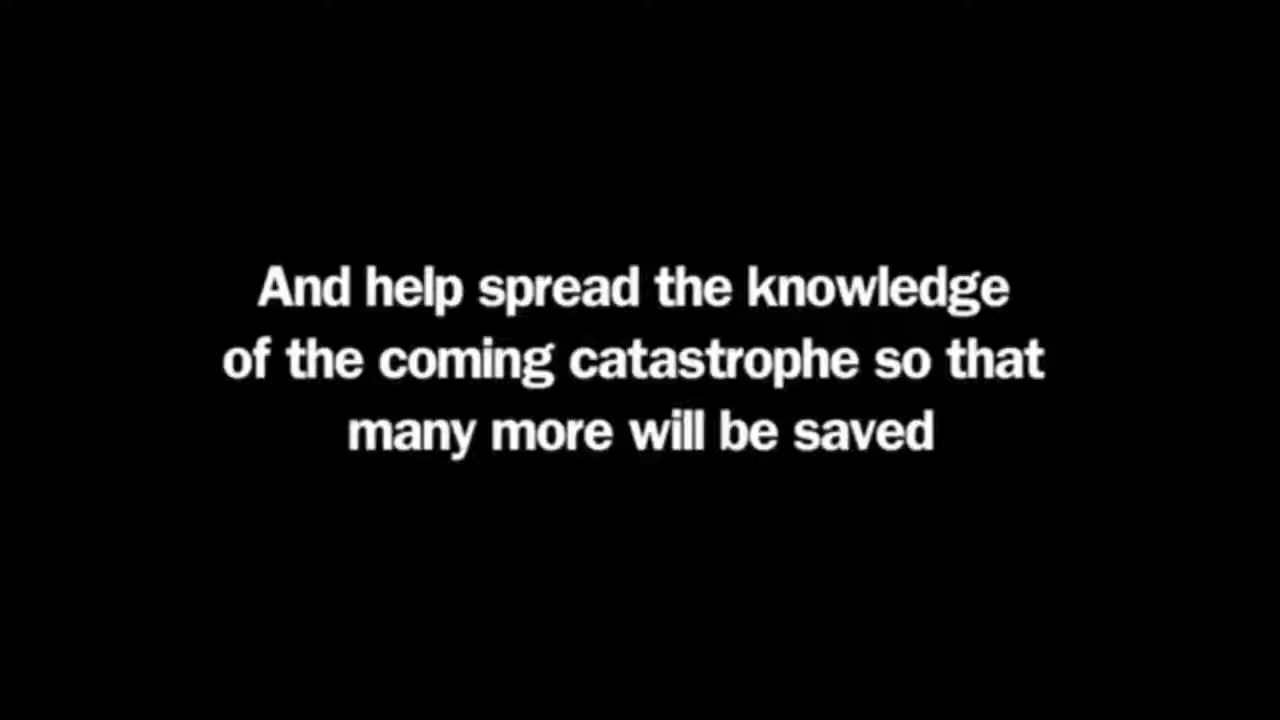 And help spread the knowledge
of the coming catastrophe so that
many more will be saved